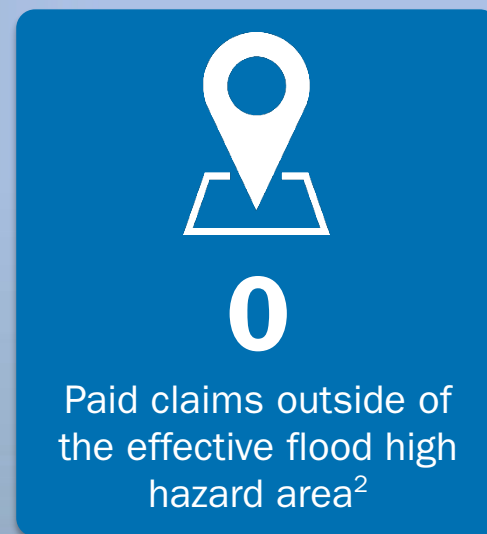 0
Paid claims outside of
the effective flood high
hazard area²